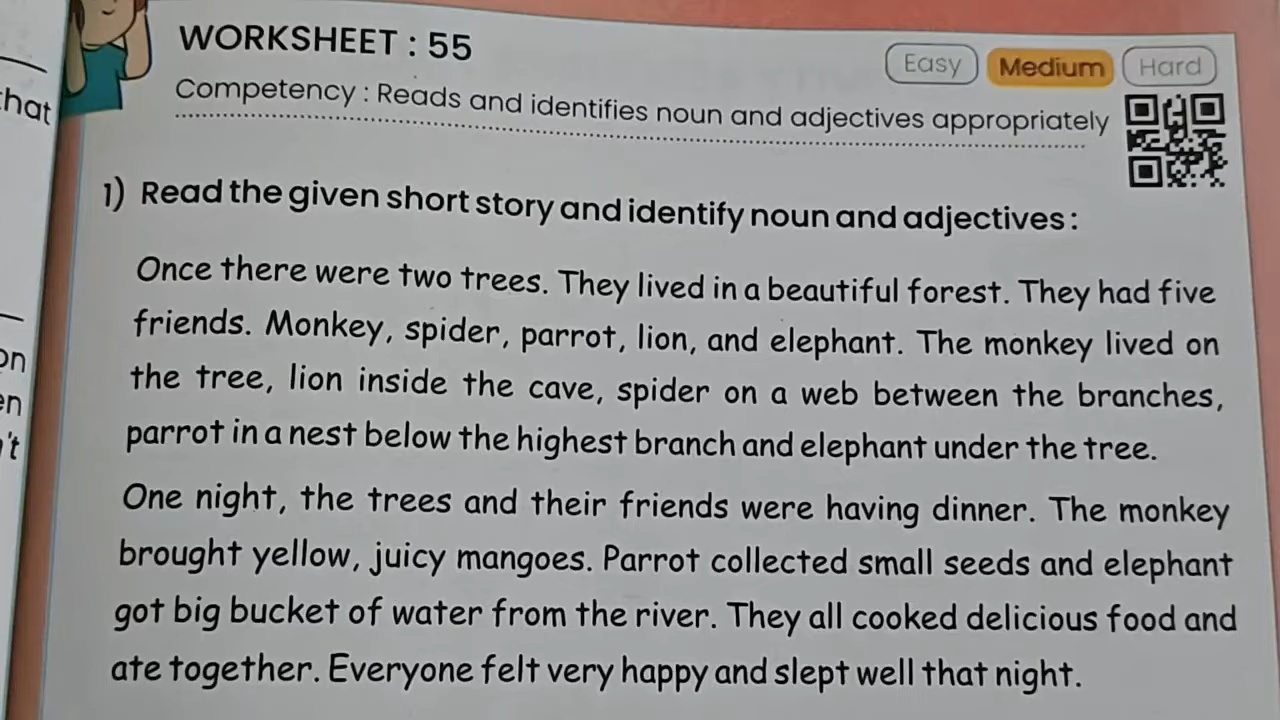 WORKSHEET : 55
Easy Medium Hard
Competency : Reads and identifies noun and adjectives appropriately
1) Read the given short story and identify noun and adjectives :
Once there were two trees. They lived in a beautiful forest. They had five
friends. Monkey, spider, parrot, lion, and elephant. The monkey lived on
the tree, lion inside the cave, spider on a web between the branches,
parrot in a nest below the highest branch and elephant under the tree.
One night, the trees and their friends were having dinner. The monkey
brought yellow, juicy mangoes. Parrot collected small seeds and elephant
got big bucket of water from the river. They all cooked delicious food and
ate together. Everyone felt very happy and slept well that night.